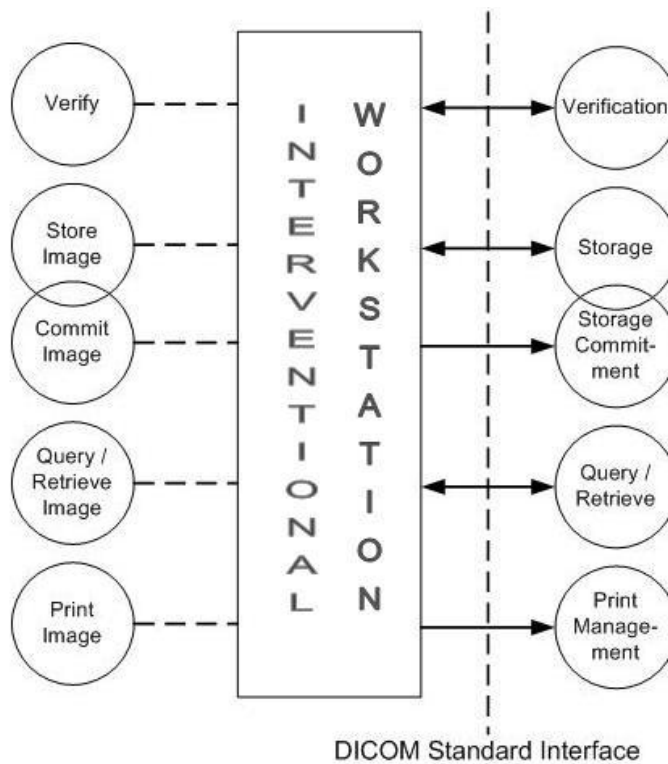 Verify
Store
Image
Commit
Image
Query /
Retrieve
Image
Print
Image
INTERVENTIONAL
WORKSTATION
Verification
Storage
Storage
Commit-
ment
Query /
Retrieve
Print
Manage-
ment
DICOM Standard Interface